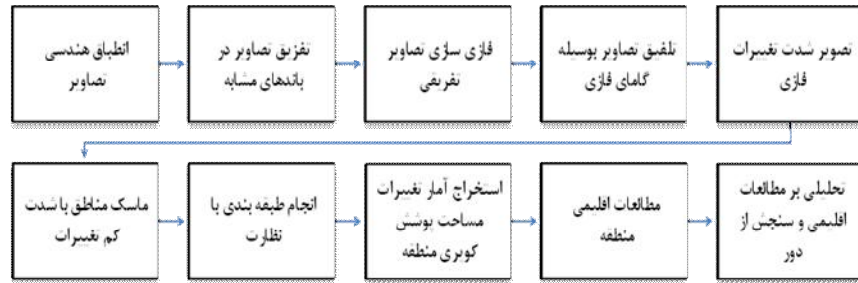 انطباق هندسی
تصاویر
تفریق تصاویر در
باندهای مشابه
فازی سازی تصاویر
تفریقی
تلفیق تصاویر بوسیله
گامای فازی
تصویر شدت تغییرات
فازی
ماسک مناطق با شدت
کم تغییرات
انجام طبقه بندی با
نظارت
استخراج آمار تغییرات
مساحت پوشش
کویری منطقه
مطالعات اقلیمی
منطقه
تحلیلی بر مطالعات
اقلیمی و سنجش از
دور